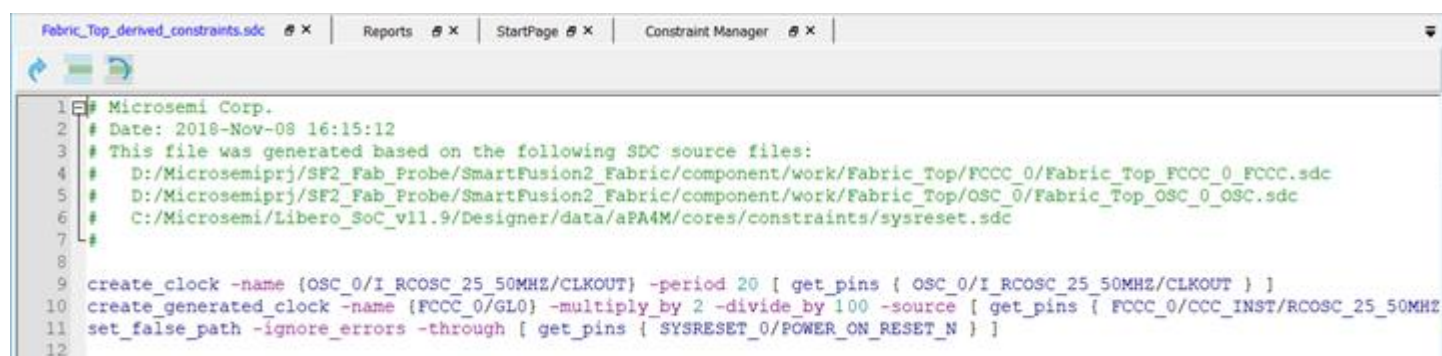 Fabric_Top_derived_constraints.sdc Reports StartPage Constraint Manager
1 # Microsemi Corp.
2 # Date: 2018-Nov-08 16:15:12
3 # This file was generated based on the following SDC source files:
4 #   D:/Microsemiprj/SF2_Fab_Probe/SmartFusion2_Fabric/component/work/Fabric_Top/FCCC_0/Fabric_Top_FCCC_0_FCCC.sdc
5 #   D:/Microsemiprj/SF2_Fab_Probe/SmartFusion2_Fabric/component/work/Fabric_Top/OSC_0/Fabric_Top_OSC_0_OSC.sdc
6 #   C:/Microsemi/Libero_SoC_v11.9/Designer/data/aPA4M/cores/constraints/sysreset.sdc
7 #
8
9 create_clock -name {OSC_0/I_RCOSC_25_50MHZ/CLKOUT} -period 20 [ get_pins { OSC_0/I_RCOSC_25_50MHZ/CLKOUT } ]
10 create_generated_clock -name {FCCC_0/GL0} -multiply_by 2 -divide_by 100 -source [ get_pins { FCCC_0/CCC_INST/RCOSC_25_50MHZ
11 set_false_path -ignore_errors -through [ get_pins { SYSRESET_0/POWER_ON_RESET_N } ]
12